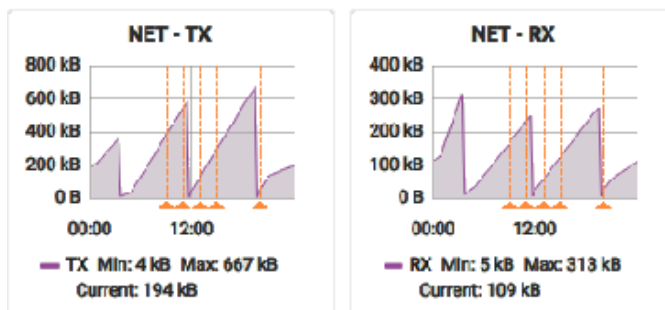 NET - TX
800 kB
600 kB
400 kB
200 kB
0 B
00:00 12:00
TX Min: 4 kB Max: 667 kB
Current: 194 kB
NET - RX
400 kB
300 kB
200 kB
100 kB
0 B
00:00 12:00
RX Min: 5 kB Max: 313 kB
Current: 109 kB